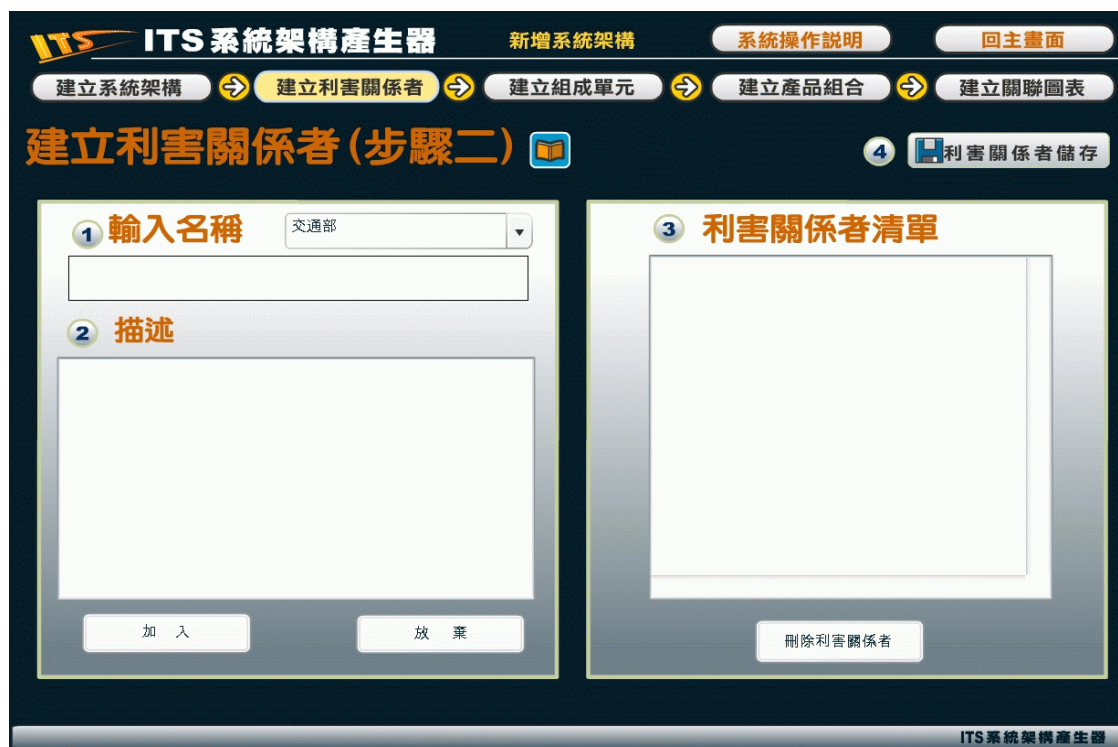 ITS ITS系統架構產生器 新增系統架構 系統操作説明 回主畫面
建立系統架構 建立利害關係者 建立組成單元 建立產品組合 建立關聯圖表
建立利害關係者(步驟二)
4 利害關係者儲存
1 輸入名稱 交通部
2 描述
加 入 放 棄
3 利害關係者清單
刪除利害關係者
ITS系統架構產生器